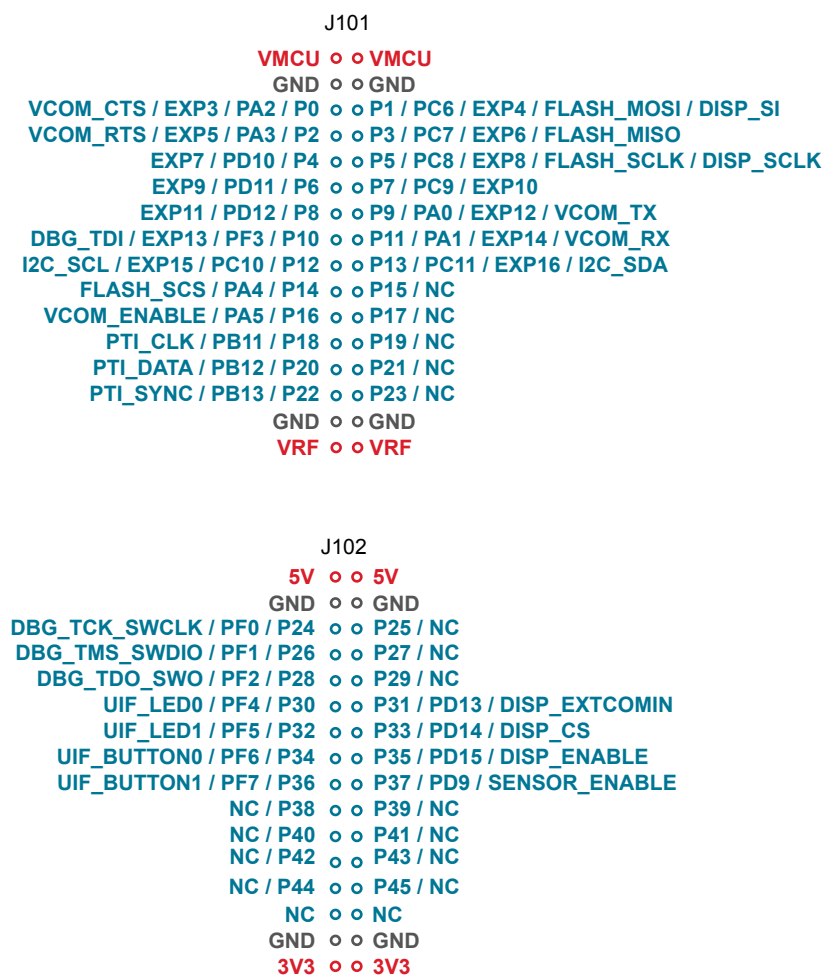 J101
VMCU VMCU
GND GND
VCOM_CTS / EXP3 / PA2 / P0 P1 / PC6 / EXP4 / FLASH_MOSI / DISP_SI
VCOM_RTS / EXP5 / PA3 / P2 P3 / PC7 / EXP6 / FLASH_MISO
EXP7 / PD10 / P4 P5 / PC8 / EXP8 / FLASH_SCLK / DISP_SCLK
EXP9 / PD11 / P6 P7 / PC9 / EXP10
EXP11 / PD12 / P8 P9 / PA0 / EXP12 / VCOM_TX
DBG_TDI / EXP13 / PF3 / P10 P11 / PA1 / EXP14 / VCOM_RX
I2C_SCL / EXP15 / PC10 / P12 P13 / PC11 / EXP16 / I2C_SDA
FLASH_SCS / PA4 / P14 P15 / NC
VCOM_ENABLE / PA5 / P16 P17 / NC
PTI_CLK / PB11 / P18 P19 / NC
PTI_DATA / PB12 / P20 P21 / NC
PTI_SYNC / PB13 / P22 P23 / NC
GND GND
VRF VRF
J102
5V 5V
GND GND
DBG_TCK_SWCLK / PF0 / P24 P25 / NC
DBG_TMS_SWDIO / PF1 / P26 P27 / NC
DBG_TDO_SWO / PF2 / P28 P29 / NC
UIF_LED0 / PF4 / P30 P31 / PD13 / DISP_EXTCOMIN
UIF_LED1 / PF5 / P32 P33 / PD14 / DISP_CS
UIF_BUTTON0 / PF6 / P34 P35 / PD15 / DISP_ENABLE
UIF_BUTTON1 / PF7 / P36 P37 / PD9 / SENSOR_ENABLE
NC / P38 P39 / NC
NC / P40 P41 / NC
NC / P42 P43 / NC
NC / P44 P45 / NC
NC NC
GND GND
3V3 3V3